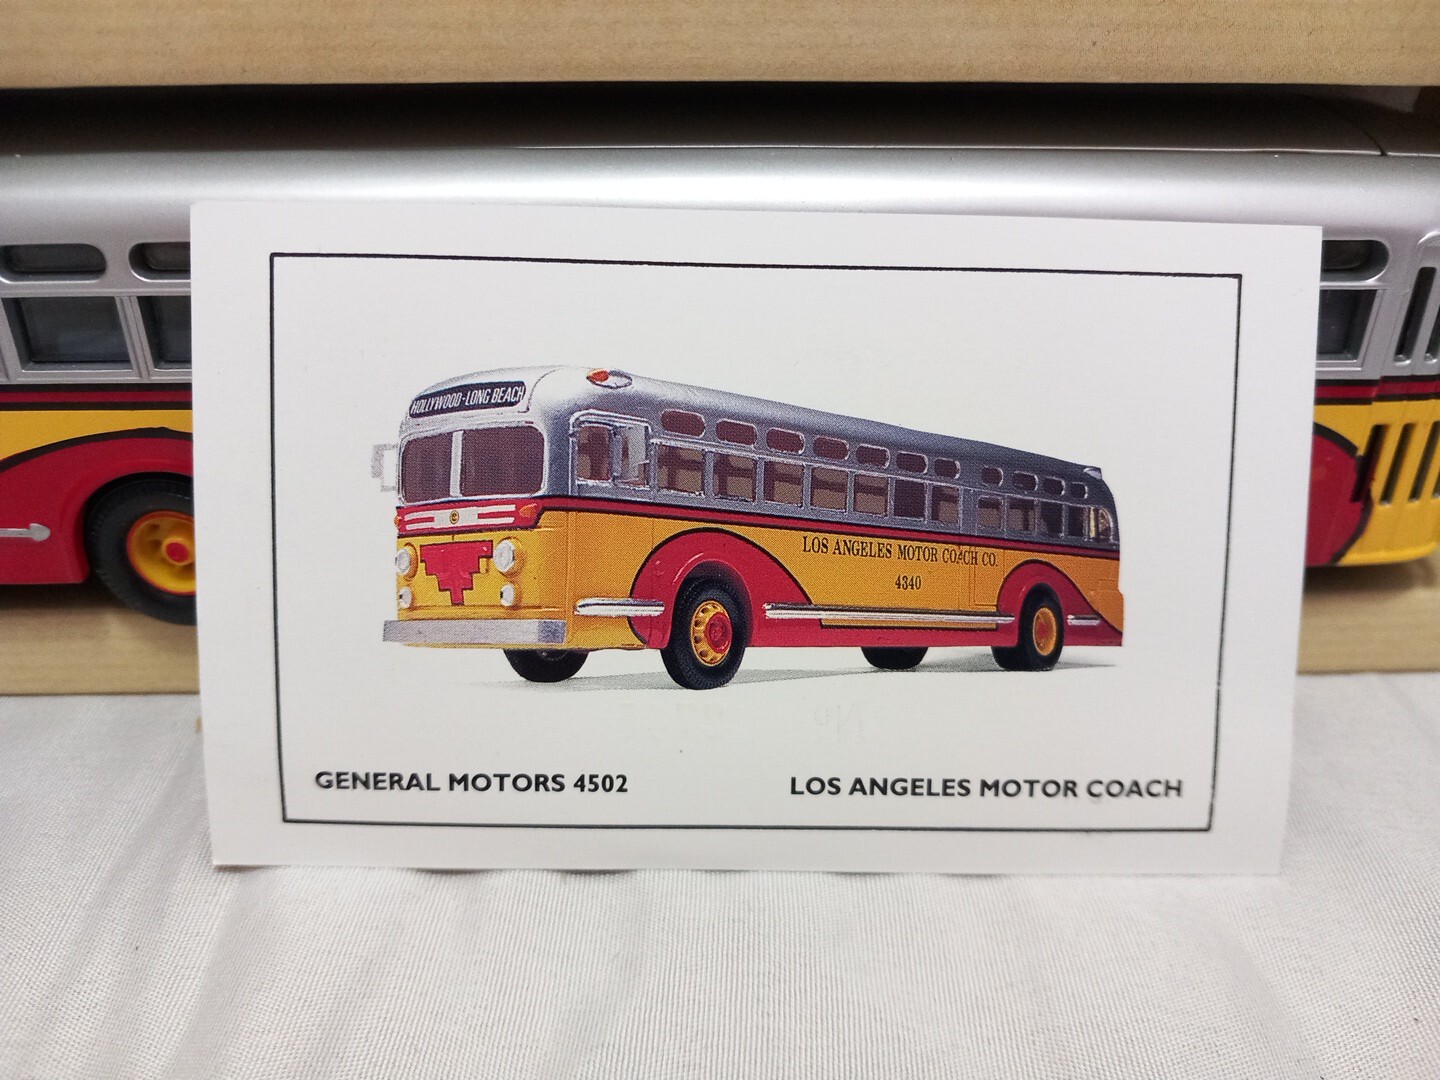 HOLLYWOOD-LONG BEACH
LOS ANGELES MOTOR COACH CO.
4340
GENERAL MOTORS 4502
LOS ANGELES MOTOR COACH